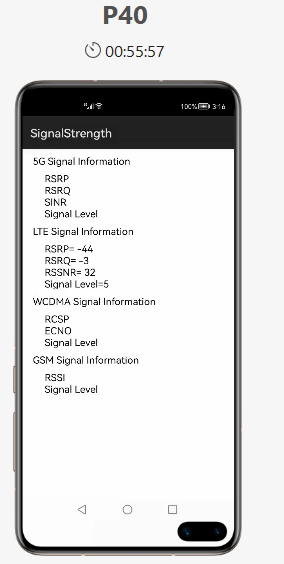 P40
00:55:57
100% 3:16
SignalStrength
5G Signal Information
RSRP
RSRQ
SINR
Signal Level
LTE Signal Information
RSRP= -44
RSRQ= -3
RSSNR= 32
Signal Level=5
WCDMA Signal Information
RCSP
ECNO
Signal Level
GSM Signal Information
RSSI
Signal Level